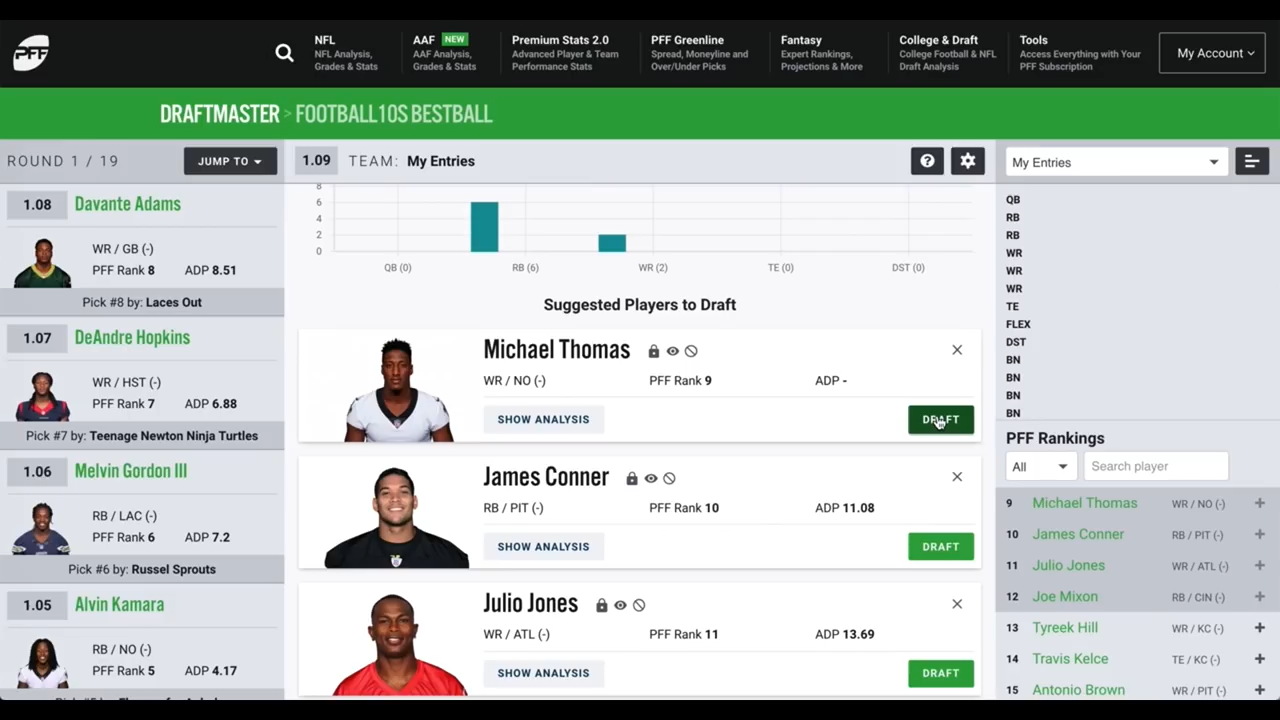 PFF
NFL
NFL Analysis,
Grades & Stats
AAF NEW
AAF Analysis,
Grades & Stats
Premium Stats 2.0
Advanced Player & Team
Performance Stats
PFF Greenline
Spread, Moneyline and
Over/Under Picks
Fantasy
Expert Rankings,
Projections & More
College & Draft
College Football & NFL
Draft Analysis
Tools
Access Everything with Your
PFF Subscription
My Account
DRAFTMASTER > FOOTBALL10S BESTBALL
ROUND 1 / 19
JUMP TO
1.08 Davante Adams
WR / GB (-)
PFF Rank 8 ADP 8.51
Pick #8 by: Laces Out
1.07 DeAndre Hopkins
WR / HST (-)
PFF Rank 7 ADP 6.88
Pick #7 by: Teenage Newton Ninja Turtles
1.06 Melvin Gordon III
RB / LAC (-)
PFF Rank 6 ADP 7.2
Pick #6 by: Russel Sprouts
1.05 Alvin Kamara
RB / NO (-)
PFF Rank 5 ADP 4.17
1.09 TEAM: My Entries
8
6
4
2
0
QB (0) RB (6) WR (2) TE (0) DST (0)
Suggested Players to Draft
Michael Thomas
WR / NO (-) PFF Rank 9 ADP -
SHOW ANALYSIS DRAFT
James Conner
RB / PIT (-) PFF Rank 10 ADP 11.08
SHOW ANALYSIS DRAFT
Julio Jones
WR / ATL (-) PFF Rank 11 ADP 13.69
SHOW ANALYSIS DRAFT
My Entries
QB
RB
RB
WR
WR
WR
TE
FLEX
DST
BN
BN
BN
BN
PFF Rankings
All Search player
9 Michael Thomas WR / NO (-) +
10 James Conner RB / PIT (-) +
11 Julio Jones WR / ATL (-) +
12 Joe Mixon RB / CIN (-) +
13 Tyreek Hill WR / KC (-) +
14 Travis Kelce TE / KC (-) +
15 Antonio Brown WR / PIT (-) +